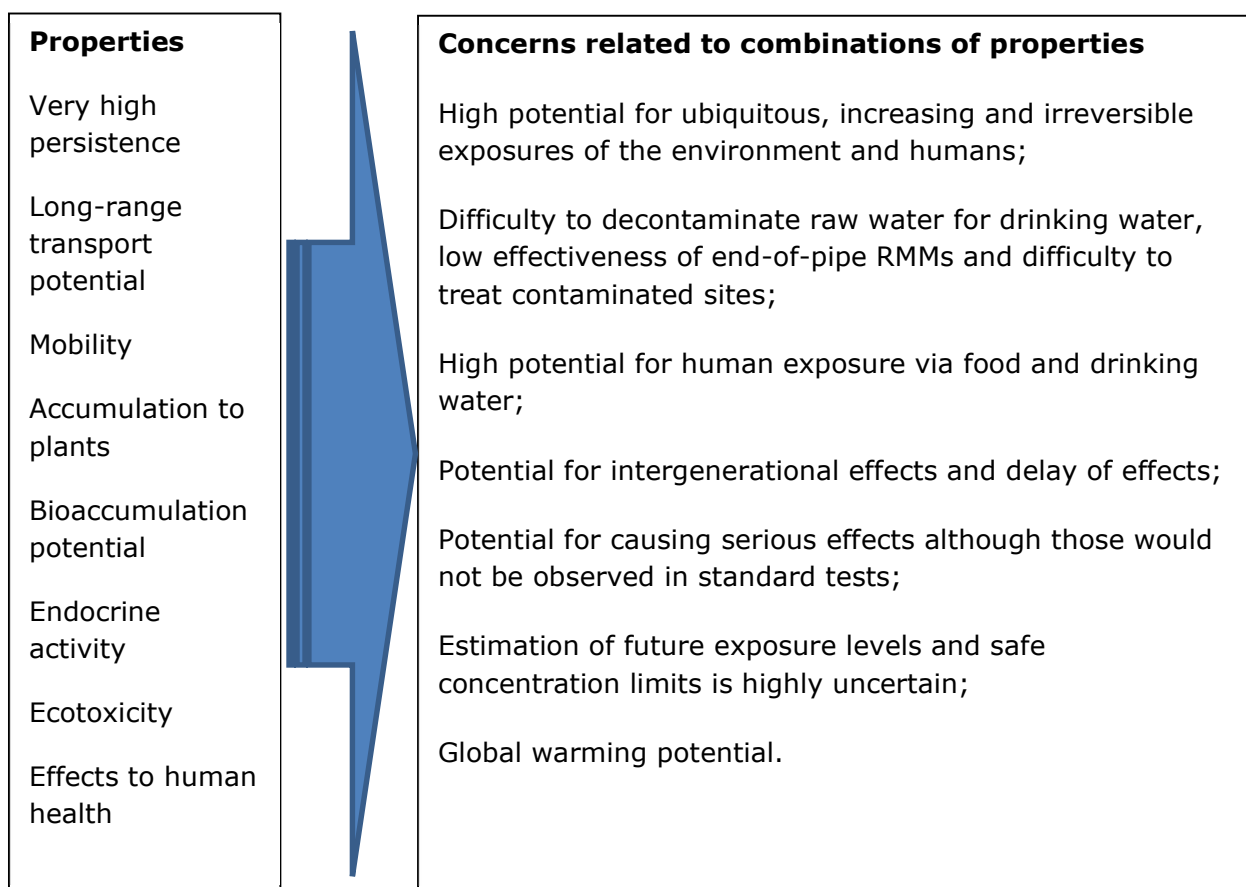 Properties
Very high
persistence
Long-range
transport
potential
Mobility
Accumulation to
plants
Bioaccumulation
potential
Endocrine
activity
Ecotoxicity
Effects to human
health
Concerns related to combinations of properties
High potential for ubiquitous, increasing and irreversible
exposures of the environment and humans;
Difficulty to decontaminate raw water for drinking water,
low effectiveness of end-of-pipe RMMs and difficulty to
treat contaminated sites;
High potential for human exposure via food and drinking
water;
Potential for intergenerational effects and delay of effects;
Potential for causing serious effects although those would
not be observed in standard tests;
Estimation of future exposure levels and safe
concentration limits is highly uncertain;
Global warming potential.